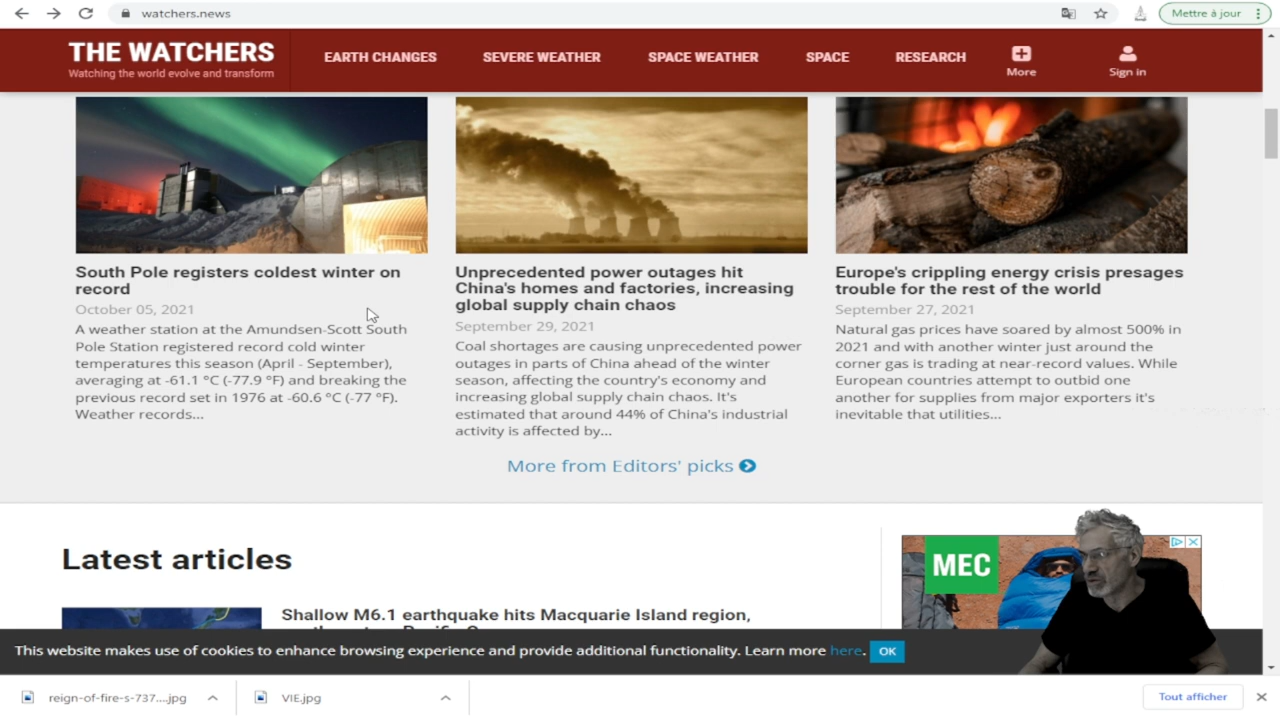 watchers.news
Mettre à jour
THE WATCHERS
Watching the world evolve and transform
EARTH CHANGES
SEVERE WEATHER
SPACE WEATHER
SPACE
RESEARCH
More
Sign in
South Pole registers coldest winter on
record
October 05, 2021
A weather station at the Amundsen-Scott South
Pole Station registered record cold winter
temperatures this season (April - September),
averaging at -61.1 °C (-77.9 °F) and breaking the
previous record set in 1976 at -60.6 °C (-77 °F).
Weather records...
Unprecedented power outages hit
China's homes and factories, increasing
global supply chain chaos
September 29, 2021
Coal shortages are causing unprecedented power
outages in parts of China ahead of the winter
season, affecting the country's economy and
increasing global supply chain chaos. It's
estimated that around 44% of China's industrial
activity is affected by...
Europe's crippling energy crisis presages
trouble for the rest of the world
September 27, 2021
Natural gas prices have soared by almost 500% in
2021 and with another winter just around the
corner gas is trading at near-record values. While
European countries attempt to outbid one
another for supplies from major exporters it's
inevitable that utilities...
More from Editors' picks
Latest articles
MEC
Shallow M6.1 earthquake hits Macquarie Island region,
This website makes use of cookies to enhance browsing experience and provide additional functionality. Learn more here.
OK
reign-of-fire-s-737....jpg
VIE.jpg
Tout afficher